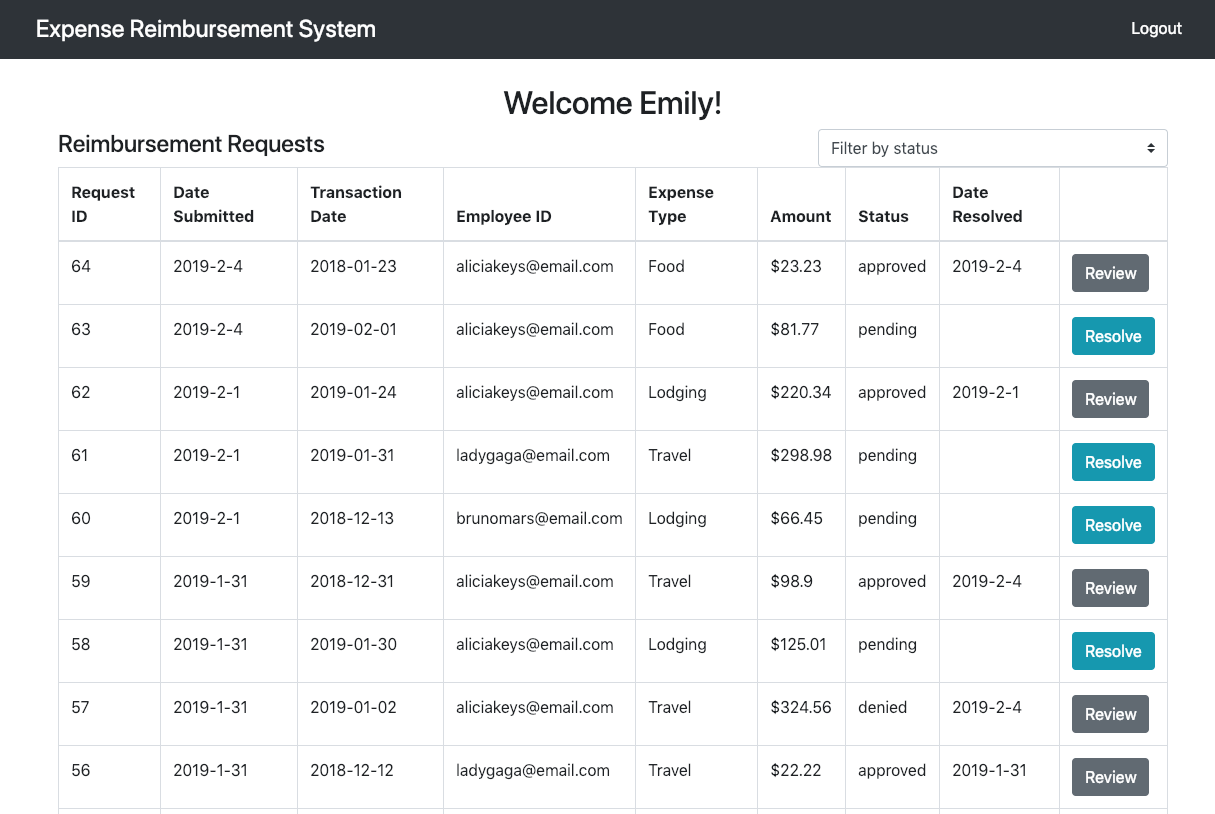 Expense Reimbursement System Logout
Welcome Emily!
Reimbursement Requests Filter by status
Request ID Date Submitted Transaction Date Employee ID Expense Type Amount Status Date Resolved
64 2019-2-4 2018-01-23 aliciakeys@email.com Food $23.23 approved 2019-2-4 Review
63 2019-2-4 2019-02-01 aliciakeys@email.com Food $81.77 pending Resolve
62 2019-2-1 2019-01-24 aliciakeys@email.com Lodging $220.34 approved 2019-2-1 Review
61 2019-2-1 2019-01-31 ladygaga@email.com Travel $298.98 pending Resolve
60 2019-2-1 2018-12-13 brunomars@email.com Lodging $66.45 pending Resolve
59 2019-1-31 2018-12-31 aliciakeys@email.com Travel $98.9 approved 2019-2-4 Review
58 2019-1-31 2019-01-30 aliciakeys@email.com Lodging $125.01 pending Resolve
57 2019-1-31 2019-01-02 aliciakeys@email.com Travel $324.56 denied 2019-2-4 Review
56 2019-1-31 2018-12-12 ladygaga@email.com Travel $22.22 approved 2019-1-31 Review